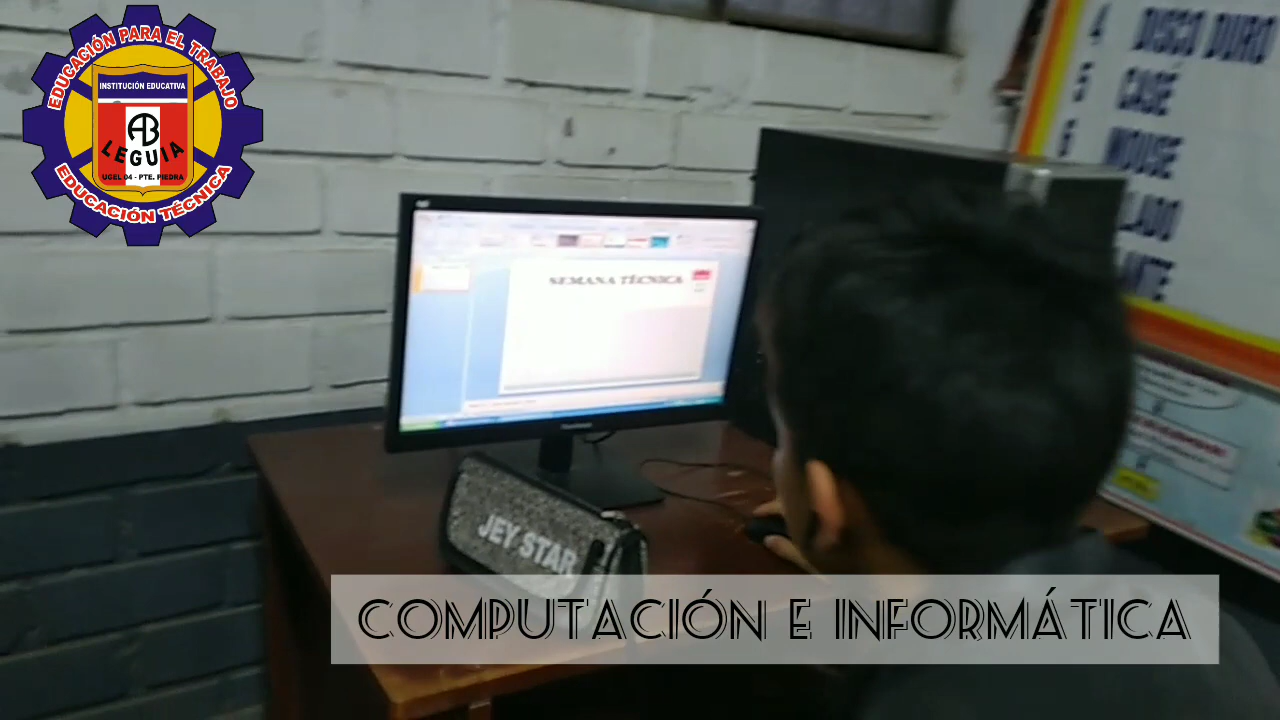 EDUCACIÓN PARA EL TRABAJO
INSTITUCIÓN EDUCATIVA
AB
LEGUIA
UGEL 04 - PTE. PIEDRA
EDUCACIÓN TÉCNICA
4 DISCO DURO
5 CASE
6 MOUSE
SEMANA TÉCNICA
JEY STAR
COMPUTACIÓN E INFORMÁTICA